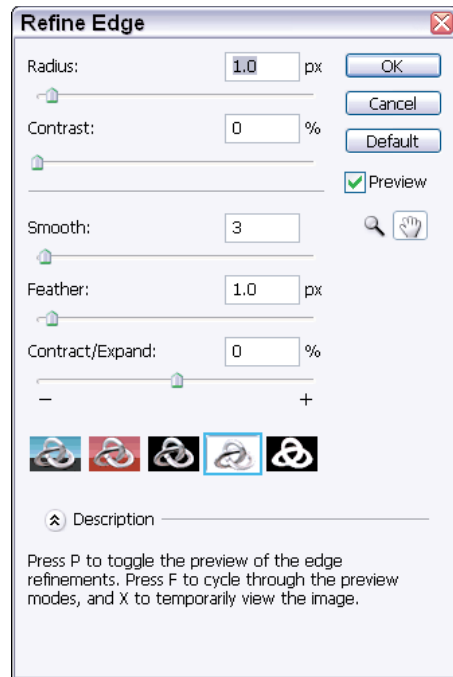 Refine Edge
Radius: 1.0 px
OK
Cancel
Contrast: 0 %
Default
Preview
Smooth: 3
Feather: 1.0 px
Contract/Expand: 0 %
− +
Description
Press P to toggle the preview of the edge
refinements. Press F to cycle through the preview
modes, and X to temporarily view the image.